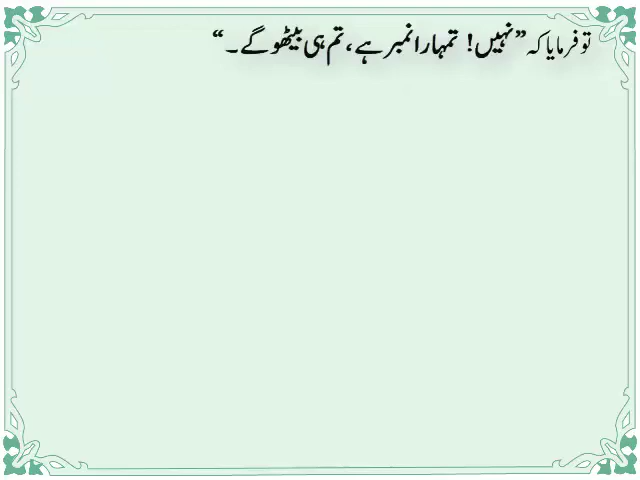 تو فرمایا کہ ”نہیں! تمہارا نمبر ہے، تم ہی بیٹھو گے۔“